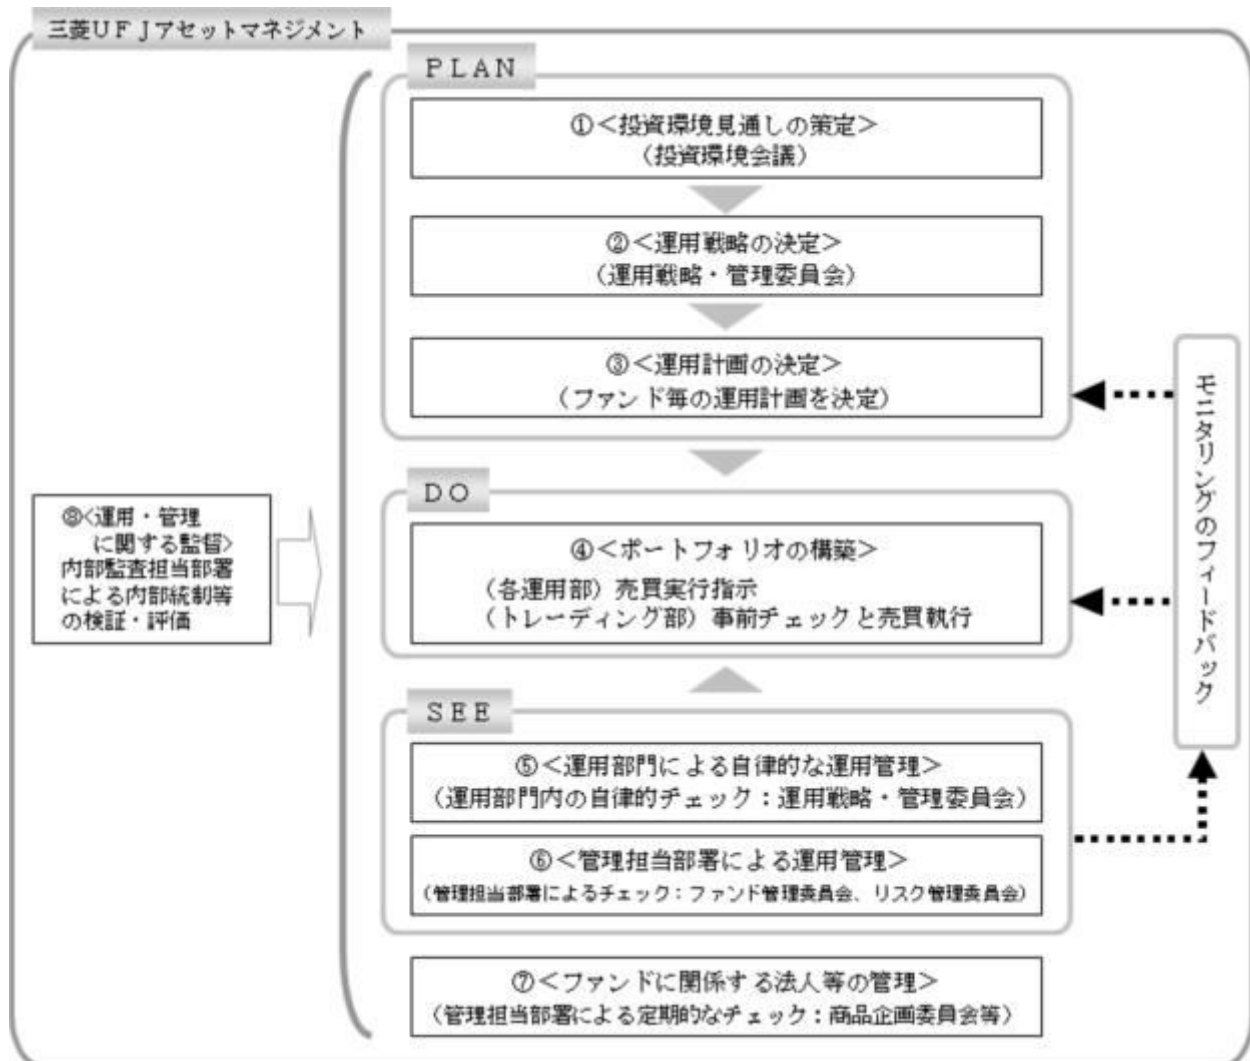 三菱UFJアセットマネジメント
PLAN
①<投資環境見通しの策定>
(投資環境会議)
②<運用戦略の決定>
(運用戦略・管理委員会)
③<運用計画の決定>
(ファンド毎の運用計画を決定)
DO
④<ポートフォリオの構築>
(各運用部)売買実行指示
(トレーディング部)事前チェックと売買執行
SEE
⑤<運用部門による自律的な運用管理>
(運用部門内の自律的チェック:運用戦略・管理委員会)
⑥<管理担当部署による運用管理>
(管理担当部署によるチェック:ファンド管理委員会、リスク管理委員会)
⑦<ファンドに関係する法人等の管理>
(管理担当部署による定期的なチェック:商品企画委員会等)
⑧<運用・管理
に関する監督>
内部監査担当部署
による内部統制等
の検証・評価
モニタリングのフィードバック